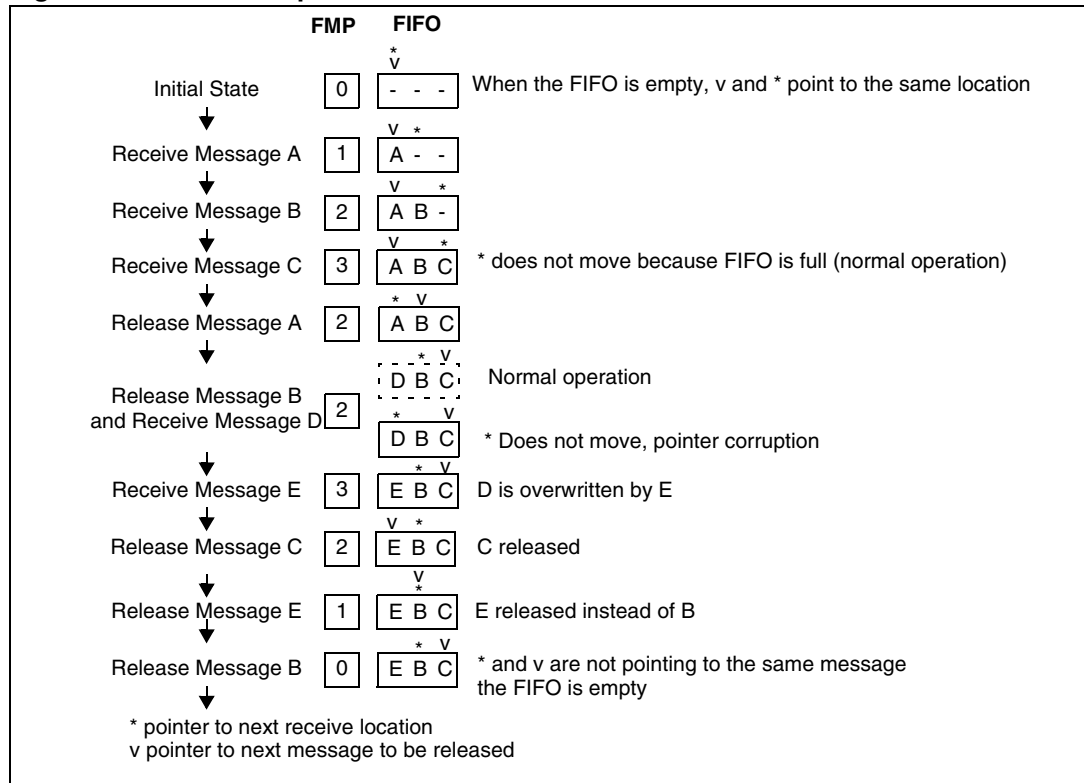 FMP FIFO
*
v
Initial State 0 - - - When the FIFO is empty, v and * point to the same location
v *
Receive Message A 1 A - -
v *
Receive Message B 2 A B -
v *
Receive Message C 3 A B C * does not move because FIFO is full (normal operation)
* v
Release Message A 2 A B C
* v
D B C Normal operation
Release Message B
and Receive Message D 2
* v
D B C * Does not move, pointer corruption
* v
Receive Message E 3 E B C D is overwritten by E
v *
Release Message C 2 E B C C released
v
*
Release Message E 1 E B C E released instead of B
* v
Release Message B 0 E B C * and v are not pointing to the same message
the FIFO is empty
* pointer to next receive location
v pointer to next message to be released